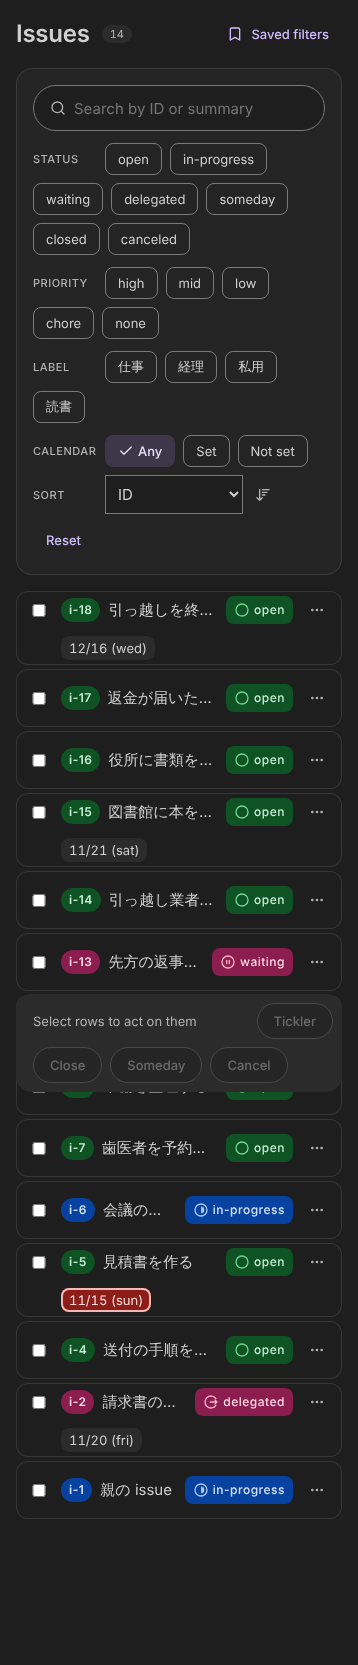 Issues 14 Saved filters
Search by ID or summary
STATUS open in-progress
waiting delegated someday
closed canceled
PRIORITY high mid low
chore none
LABEL 仕事 経理 私用
読書
CALENDAR Any Set Not set
SORT ID
Reset
i-18 引っ越しを終... open
12/16 (wed)
i-17 返金が届いた... open
i-16 役所に書類を... open
i-15 図書館に本を... open
11/21 (sat)
i-14 引っ越し業者... open
i-13 先方の返事... waiting
Select rows to act on them Tickler
Close Someday Cancel
i-7 歯医者を予約... open
i-6 会議の... in-progress
i-5 見積書を作る open
11/15 (sun)
i-4 送付の手順を... open
i-2 請求書の... delegated
11/20 (fri)
i-1 親の issue in-progress